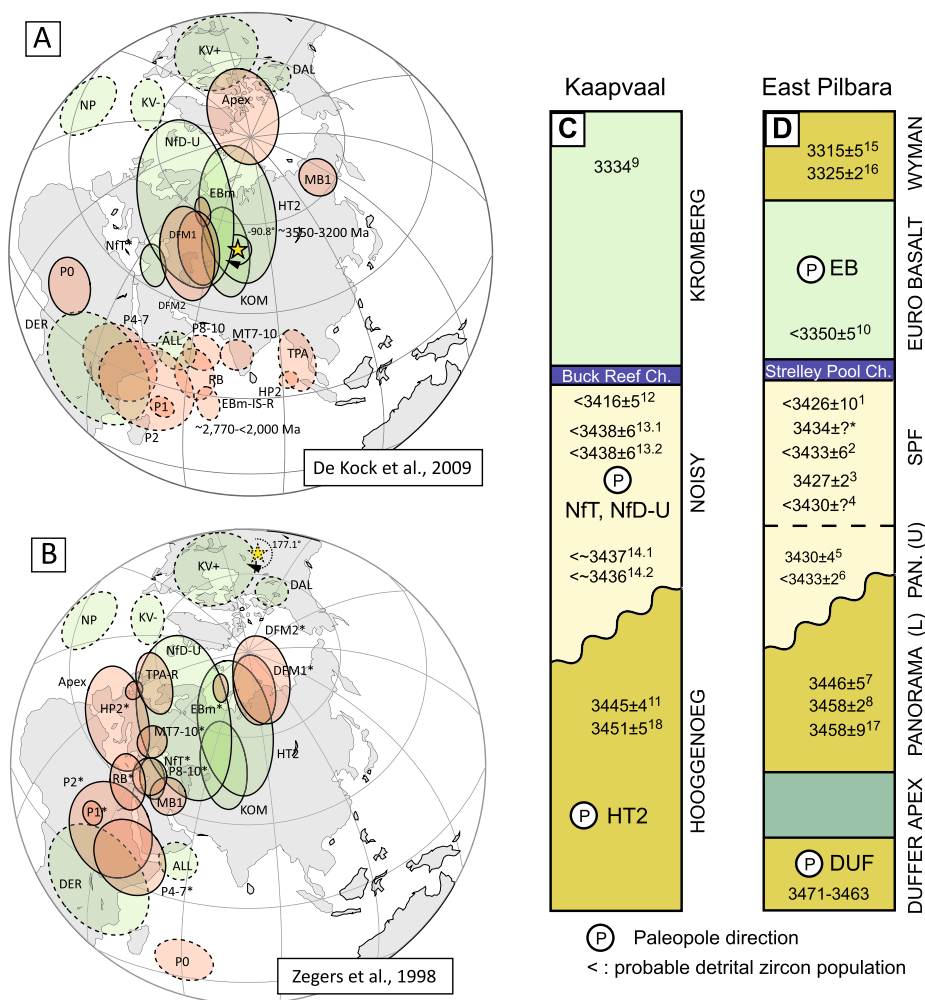 A
KV+
DAL
NP
KV-
Apex
NfD-U
MB1
EBm
HT2
-90.8°
~3550-3200 Ma
DFM1
NfT*
P0
DFM2
KOM
DER
P4-7
ALL
P8-10
MT7-10
TPA
RB
HP2
EBm-IS-R
P1
P2
~2,770-<2,000 Ma
De Kock et al., 2009
B
177.1°
KV+
DAL
NP
KV-
DFM2*
NfD-U
TPA-R
DFM1*
Apex
HP2*
EBm*
MT7-10*
HT2
NfT*
P8-10*
P2*
RB*
MB1
P1*
KOM
ALL
DER
P4-7*
P0
Zegers et al., 1998
Kaapvaal
C
3334⁹
KROMBERG
Buck Reef Ch.
<3416±5¹²
<3438±6¹³·¹
<3438±6¹³·²
P
NfT, NfD-U
NOISY
<~3437¹⁴·¹
<~3436¹⁴·²
3445±4¹¹
3451±5¹⁸
P HT2
HOOGGENOEG
East Pilbara
D
3315±5¹⁵
3325±2¹⁶
WYMAN
P EB
<3350±5¹⁰
EURO BASALT
Strelley Pool Ch.
<3426±10¹
3434±?*
<3433±6²
3427±2³
<3430±?⁴
SPF
3430±4⁵
<3433±2⁶
PAN. (U)
3446±5⁷
3458±2⁸
3458±9¹⁷
PANORAMA (L)
APEX
P DUF
3471-3463
DUFFER
P Paleopole direction
< : probable detrital zircon population